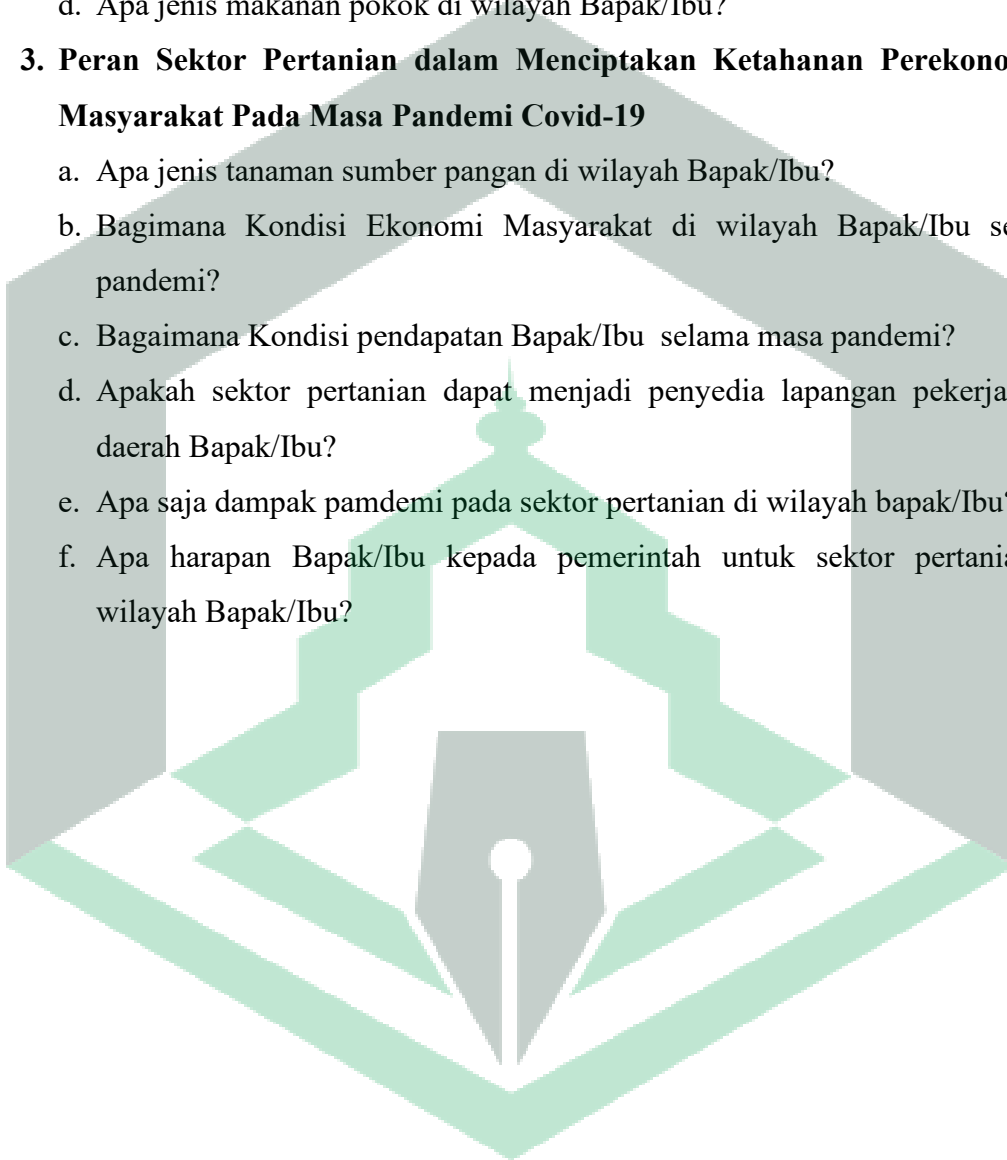 d. Apa jenis makanan pokok di wilayah Bapak/Ibu?
3. Peran Sektor Pertanian dalam Menciptakan Ketahanan
Masyarakat Pada Masa Pandemi Covid-19
a. Apa jenis tanaman sumber pangan di wilayah Bapak/Ibu?
b. Bagimana Kondisi Ekonomi Masyarakat di wilayah Bapak/Ibu
pandemi?
c. Bagaimana Kondisi pendapatan Bapak/Ibu selama masa pandemi?
d. Apakah sektor pertanian dapat menjadi penyedia lapangan
daerah Bapak/Ibu?
e. Apa saja dampak pamdemi pada sektor pertanian di wilayah bapak/Ibu?
f. Apa harapan Bapak/Ibu kepada pemerintah untuk sektor
wilayah Bapak/Ibu?